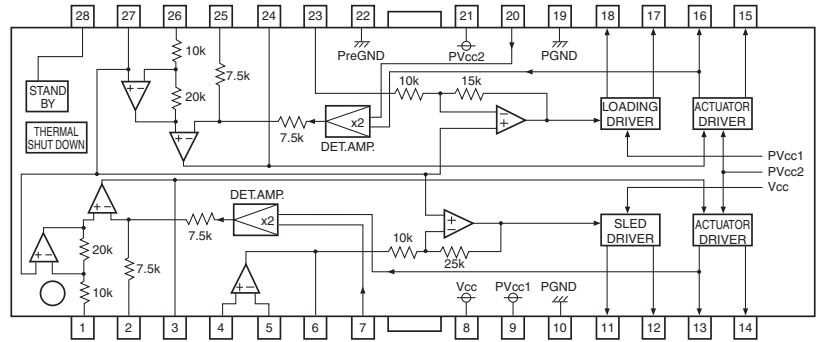 28 27 26 25 24 23 22 21 20 19 18 17 16 15
PreGND
PVcc2
PGND
10k
7.5k
20k
STAND
BY
THERMAL
SHUT DOWN
+ −
+ −
7.5k
x2
DET.AMP.
10k
15k
−
+
LOADING
DRIVER
ACTUATOR
DRIVER
PVcc1
PVcc2
Vcc
+ −
DET.AMP.
x2
7.5k
+ −
20k
7.5k
10k
+ −
10k
+
−
25k
SLED
DRIVER
ACTUATOR
DRIVER
Vcc
PVcc1
PGND
1 2 3 4 5 6 7 8 9 10 11 12 13 14